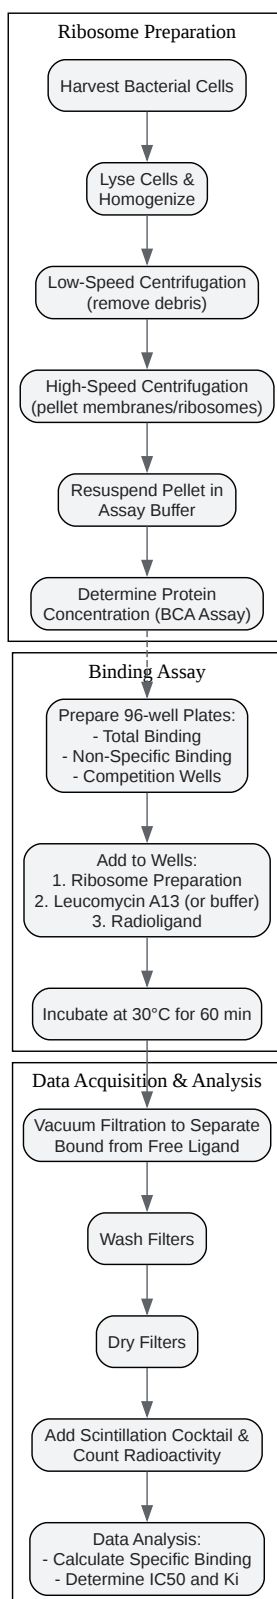 Ribosome Preparation
Harvest Bacterial Cells
Lyse Cells &
Homogenize
Low-Speed Centrifugation
(remove debris)
High-Speed Centrifugation
(pellet membranes/ribosomes)
Resuspend Pellet in
Assay Buffer
Determine Protein
Concentration (BCA Assay)
Binding Assay
Prepare 96-well Plates:
- Total Binding
- Non-Specific Binding
- Competition Wells
Add to Wells:
1. Ribosome Preparation
2. Leucomycin A13 (or buffer)
3. Radioligand
Incubate at 30°C for 60 min
Data Acquisition & Analysis
Vacuum Filtration to Separate
Bound from Free Ligand
Wash Filters
Dry Filters
Add Scintillation Cocktail &
Count Radioactivity
Data Analysis:
- Calculate Specific Binding
- Determine IC50 and Ki